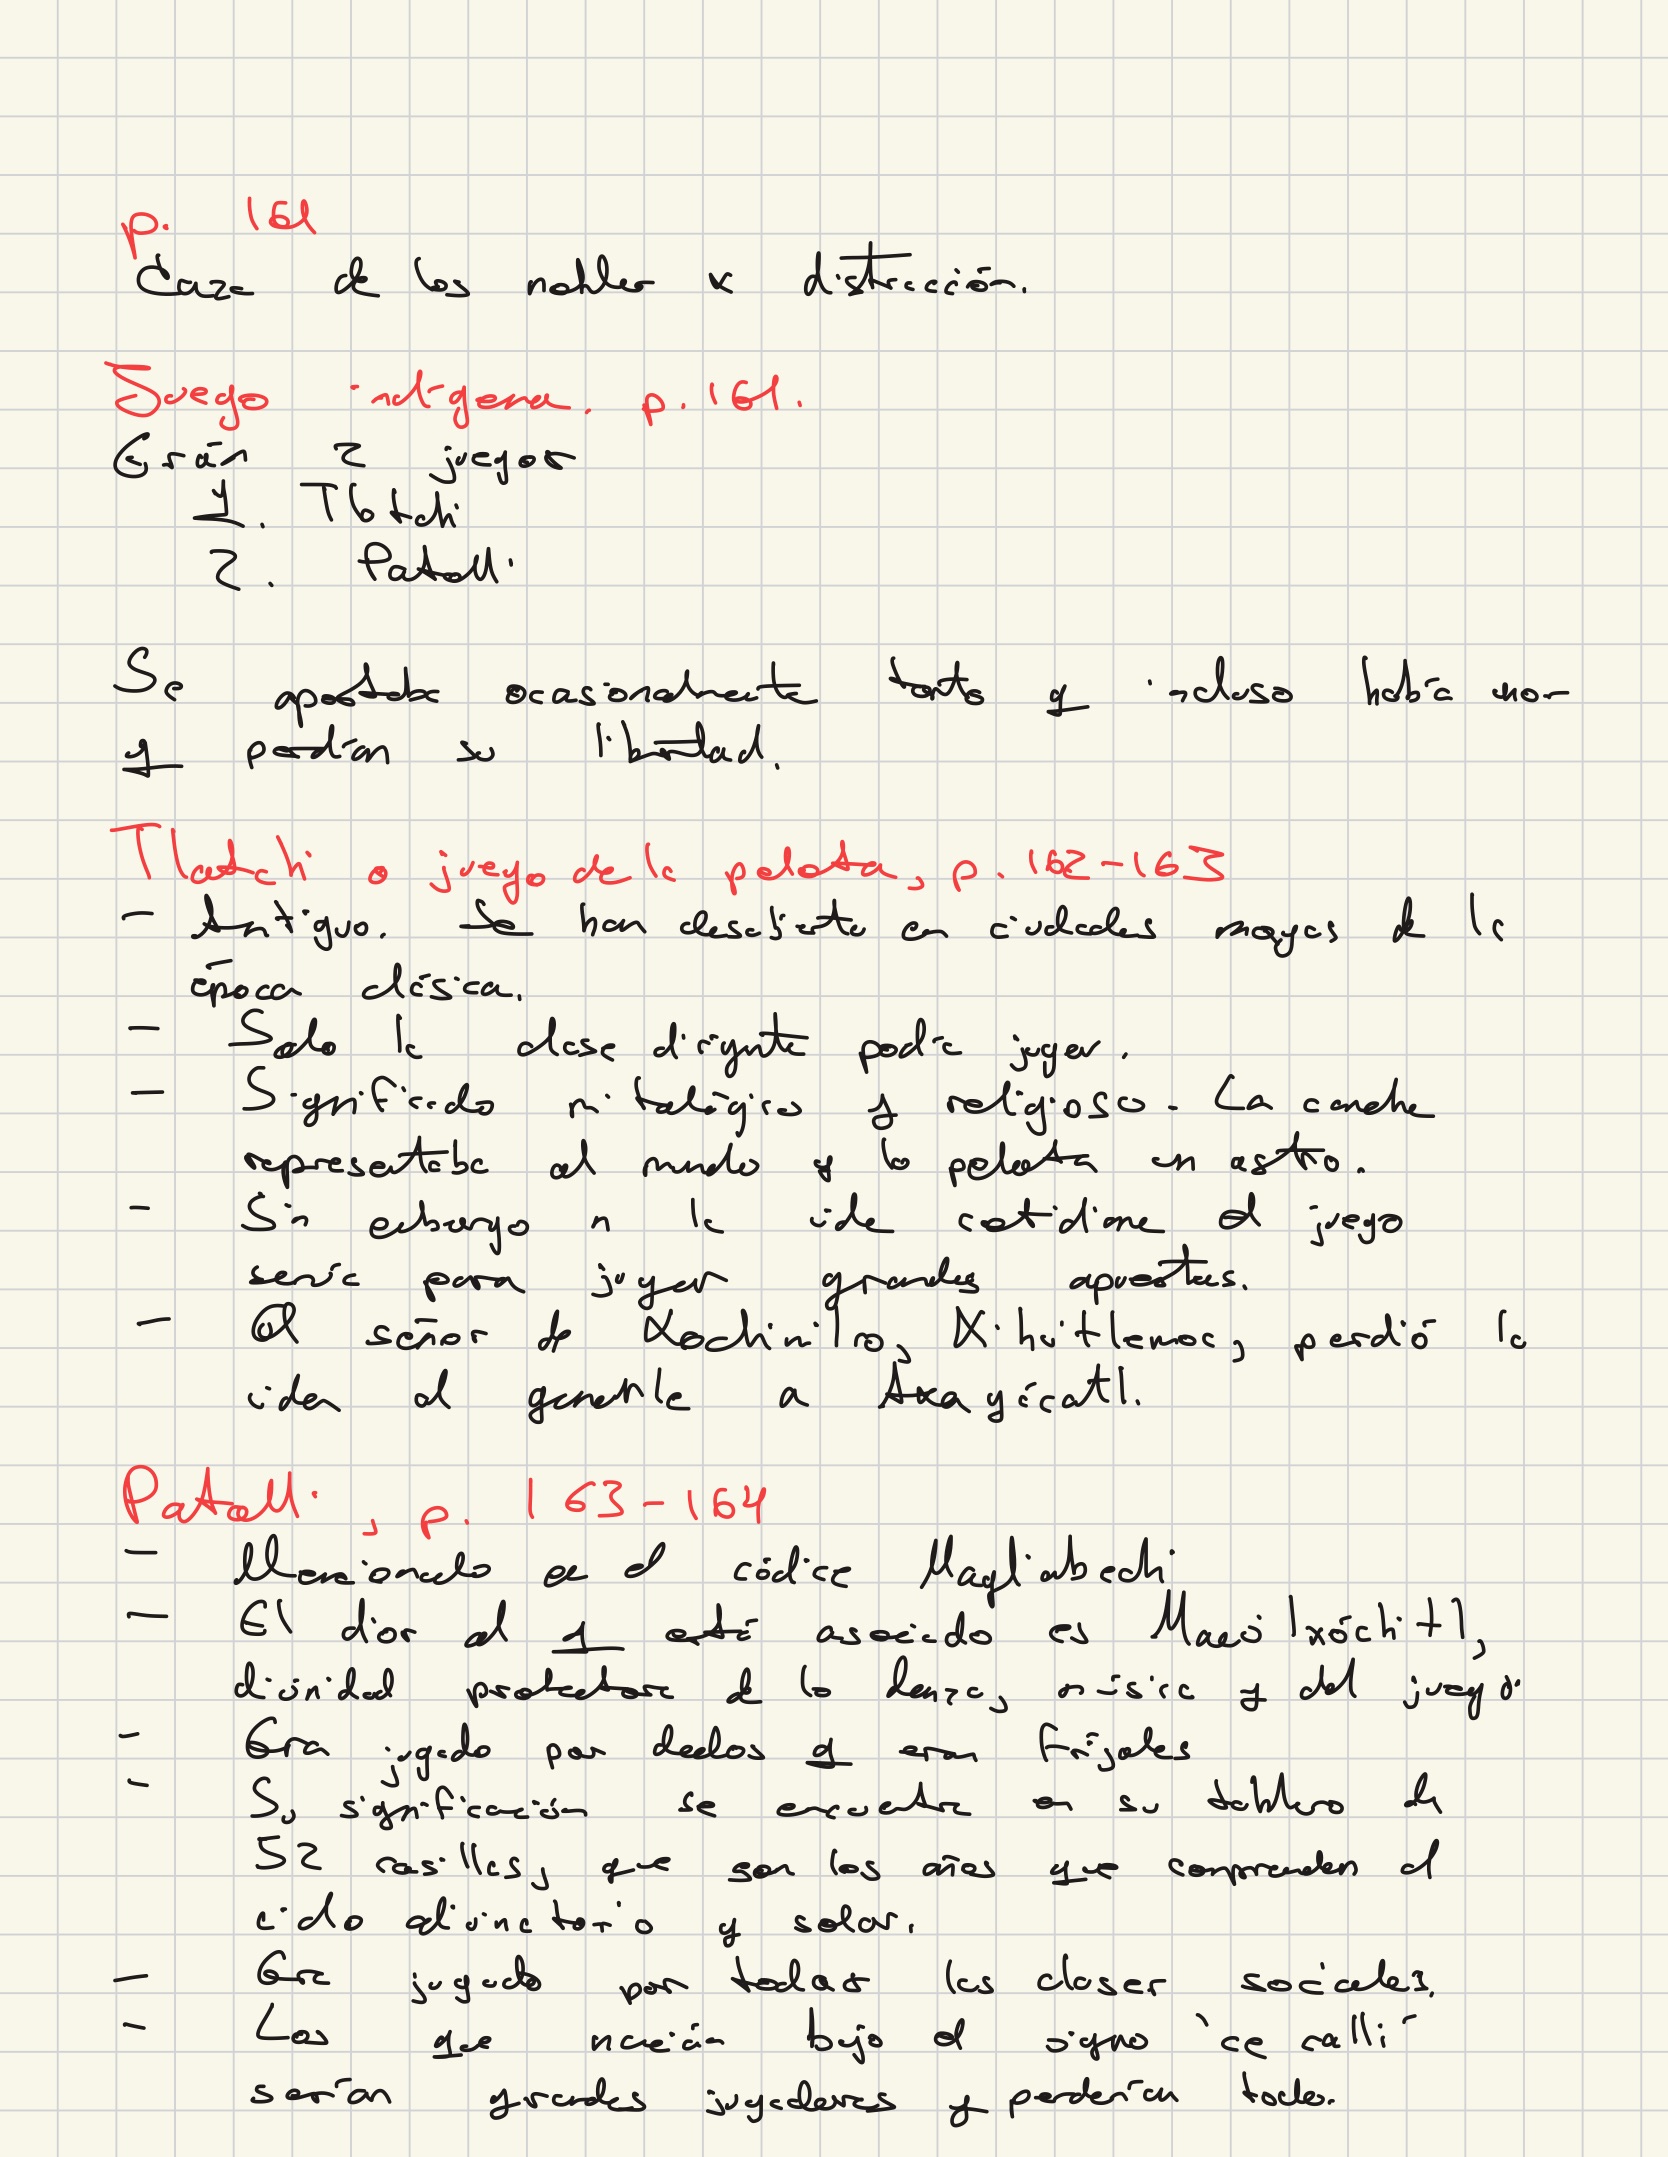 p. 161
Caza de los nobles x distracción.
Juego indígena. p. 161.
Erán 2 juegos
1. Tlatchi
2. Patolli
Se apostaba ocasionalmente tanto q incluso había
q perdían su libertad.
Tlatchi o juego de la pelota, p. 162-163
- Antiguo. Se han descubierto en ciudades mayas de la
época clásica.
- Solo la clase dirigente podía jugar.
- Significado mitológico y religioso. La cancha
representaba al mundo y la pelota un astro.
- Sin embargo en la vida cotidiana el juego
servía para jugar grandes apuestas.
- El señor de Xochimilco, Xihuitlemoc, perdió la
vida al ganarle a Axayácatl.
Patolli, p. 163-164
- Mencionado en el códice Magliabechi
- El dios al q está asociado es Macuilxóchitl,
divinidad protectora de la danza, música y del juego.
- Era jugado por dados q eran frijoles
- Su significación se encuentra en su tablero de
52 casillas, que son los años que comprenden el
ciclo adivinatorio y solar.
- Era jugado por todas las clases sociales.
- Los que nacían bajo el signo "ce calli"
serían grandes jugadores y perderían todo.